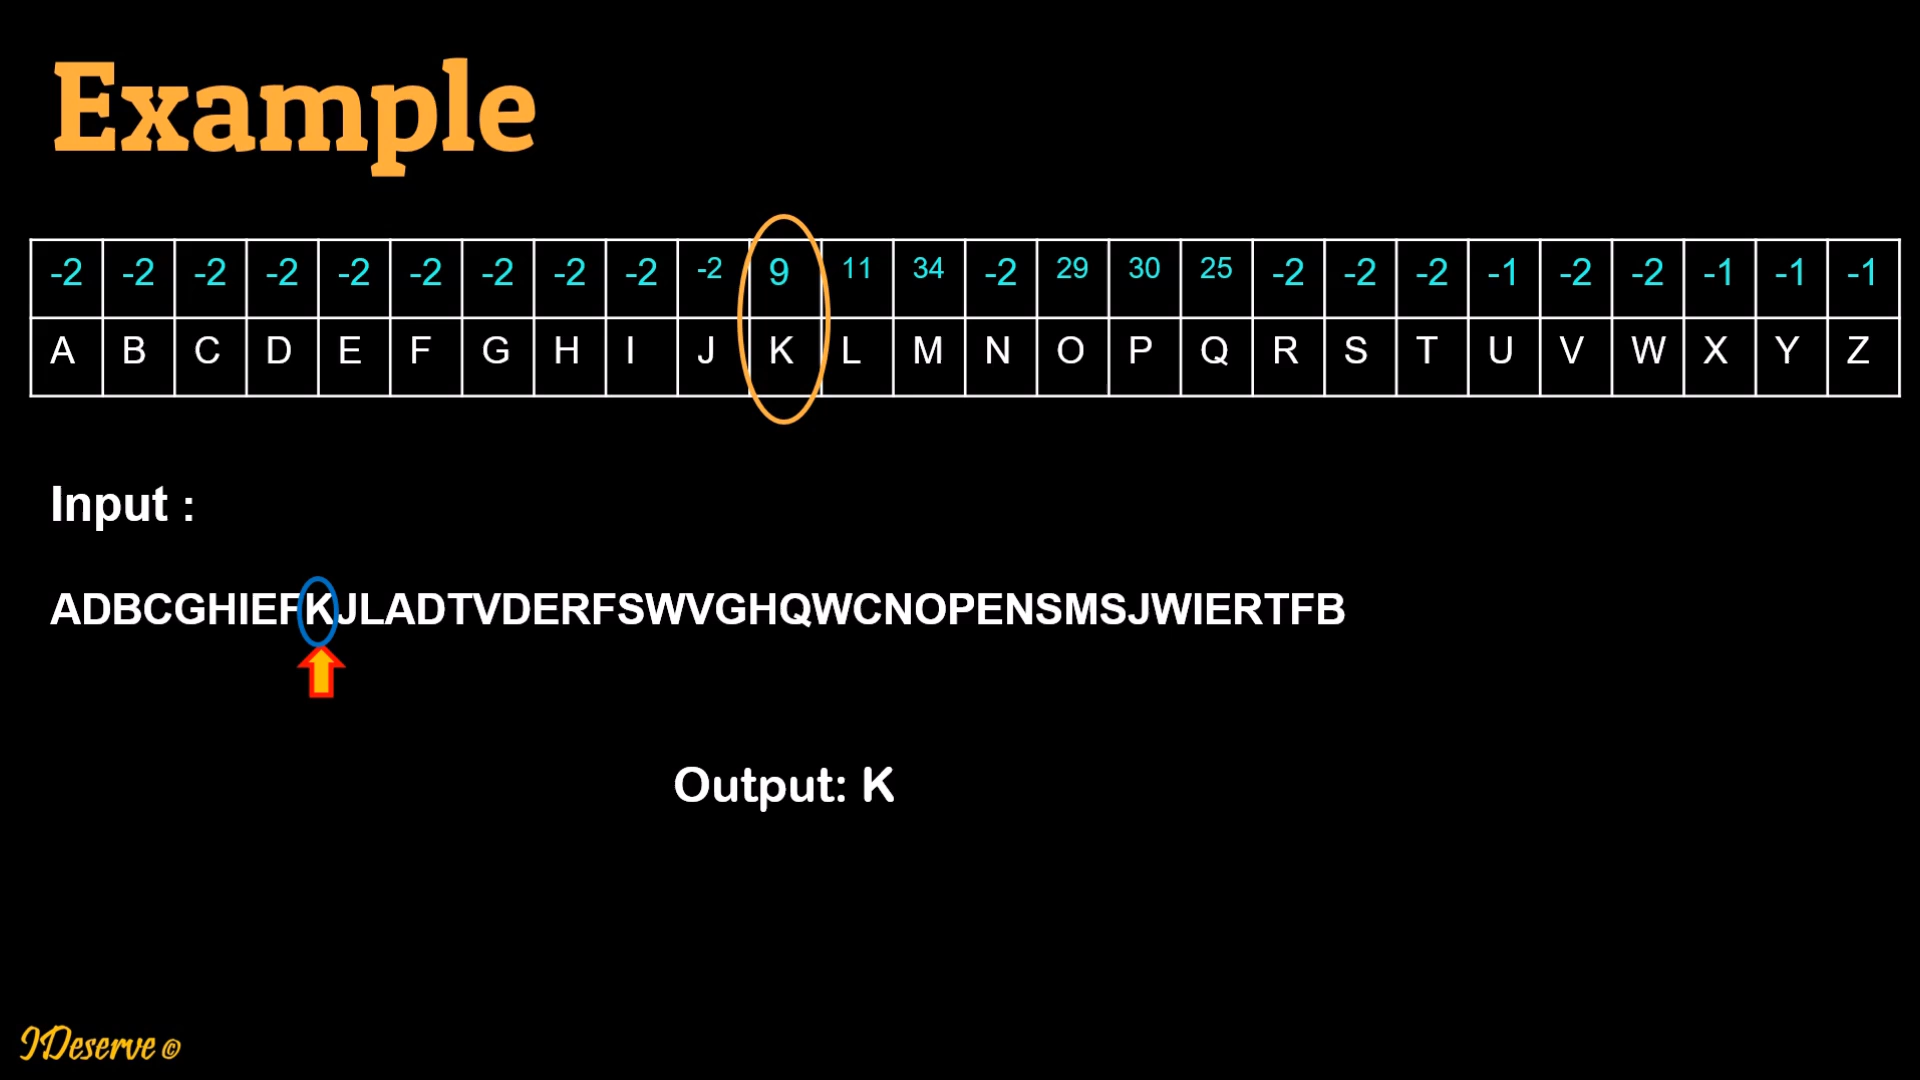 Example
-2 -2 -2 -2 -2 -2 -2 -2 -2 -2 9 11 34 -2 29 30 25 -2 -2 -2 -1 -2 -2 -1 -1 -1
A B C D E F G H I J K L M N O P Q R S T U V W X Y Z
Input :
ADBCGHIEFKJLADTVDERFSWVGHQWCNOPENSMSJWIERTFB
Output: K
IDeserve ©